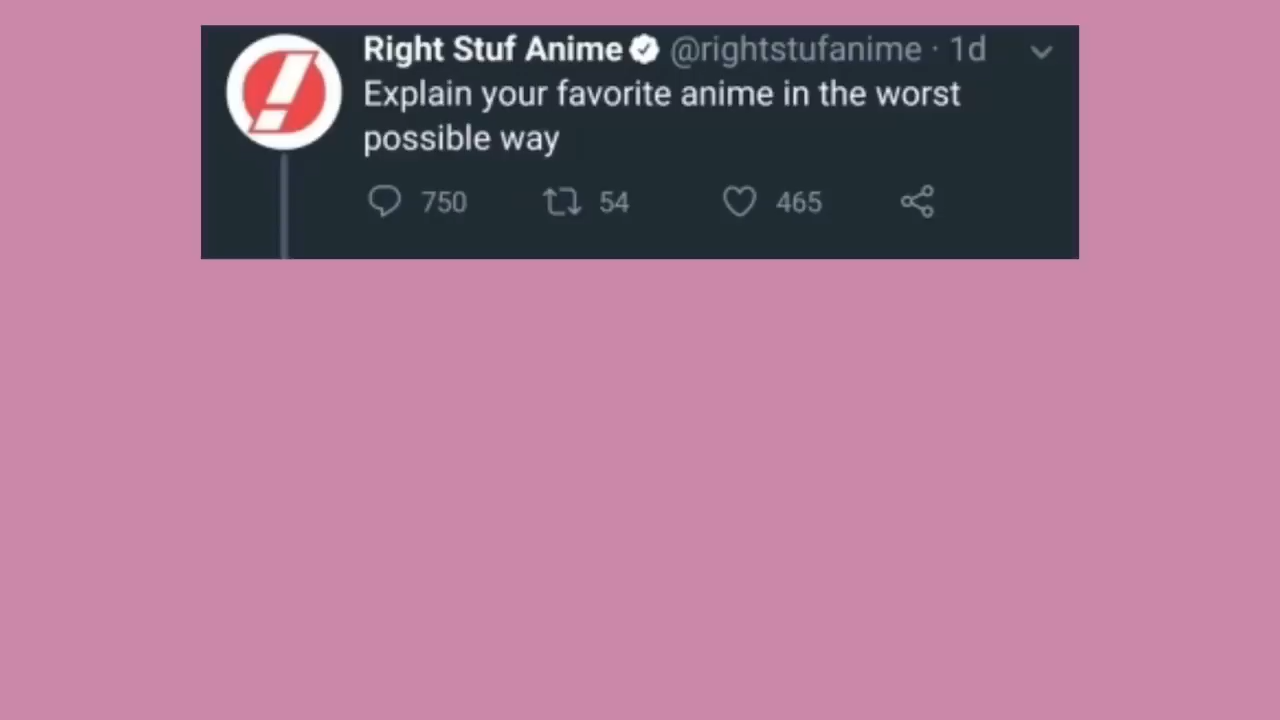 Right Stuf Anime @rightstufanime · 1d
Explain your favorite anime in the worst
possible way
750 54 465